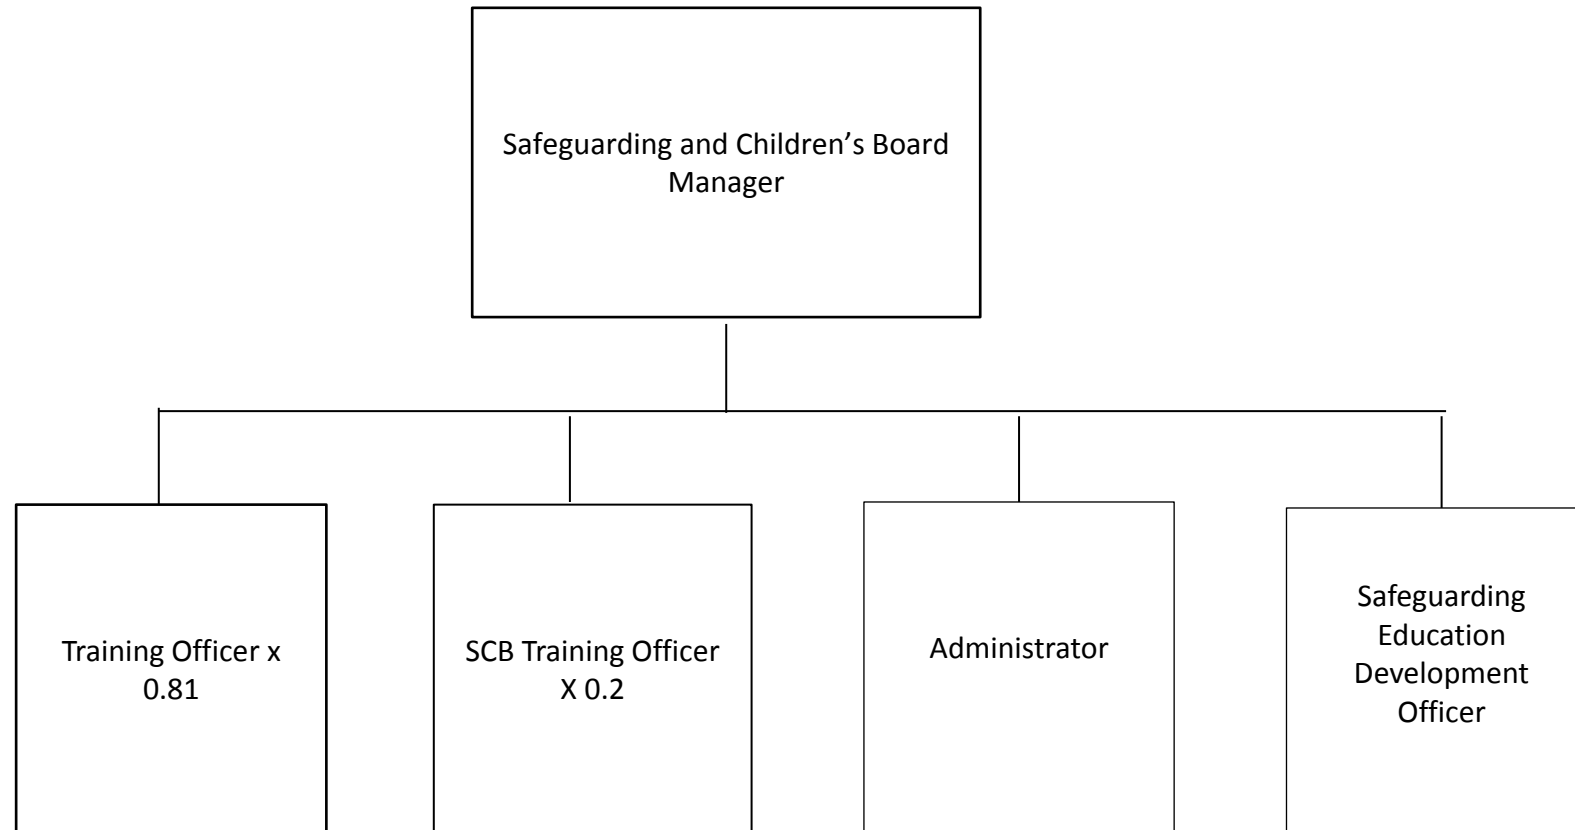 Safeguarding and Children’s Board
Manager
Training Officer x
0.81
SCB Training Officer
X 0.2
Administrator
Safeguarding
Education
Development
Officer